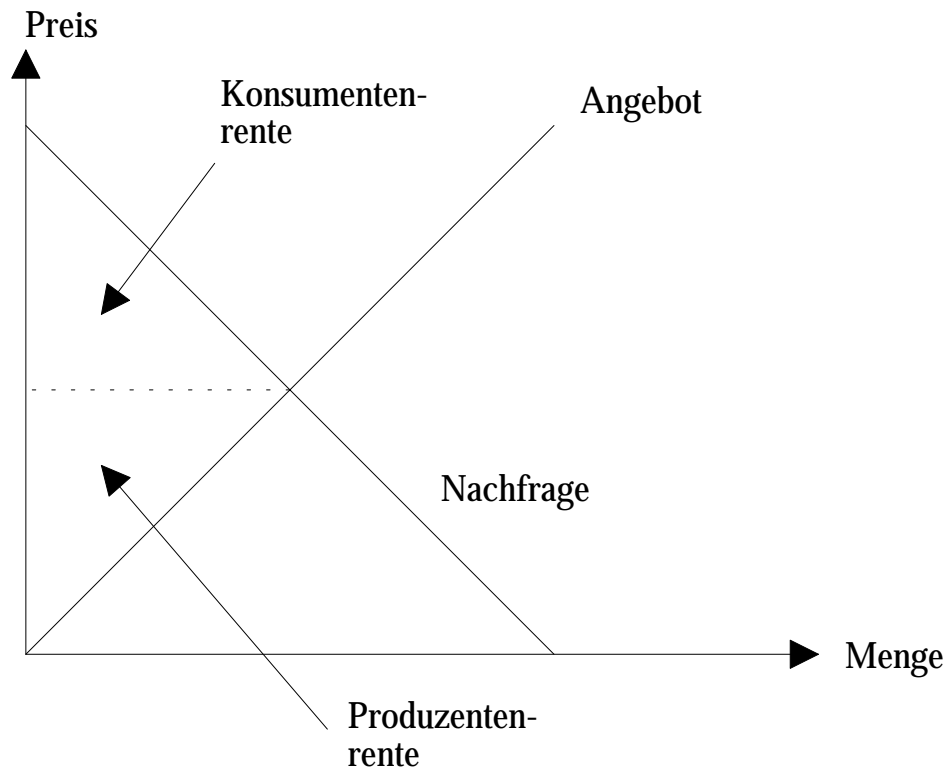 Preis
Konsumenten-
rente
Angebot
Nachfrage
Menge
Produzenten-
rente